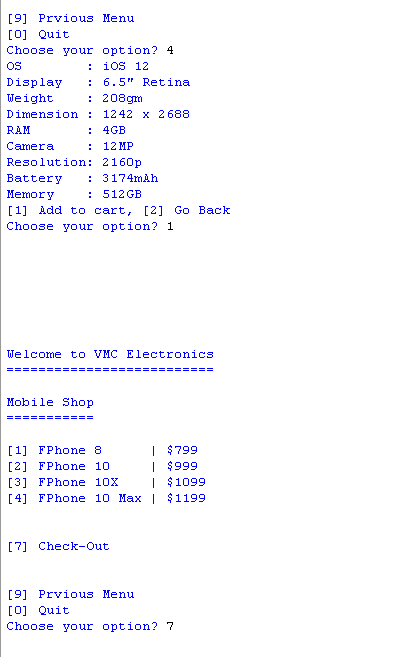 [9] Prvious Menu
[0] Quit
Choose your option? 4
OS        : iOS 12
Display   : 6.5" Retina
Weight    : 208gm
Dimension : 1242 x 2688
RAM       : 4GB
Camera    : 12MP
Resolution: 2160p
Battery   : 3174mAh
Memory    : 512GB
[1] Add to cart, [2] Go Back
Choose your option? 1
Welcome to VMC Electronics
==========================
Mobile Shop
===========
[1] FPhone 8      | $799
[2] FPhone 10     | $999
[3] FPhone 10X    | $1099
[4] FPhone 10 Max | $1199
[7] Check-Out
[9] Prvious Menu
[0] Quit
Choose your option? 7